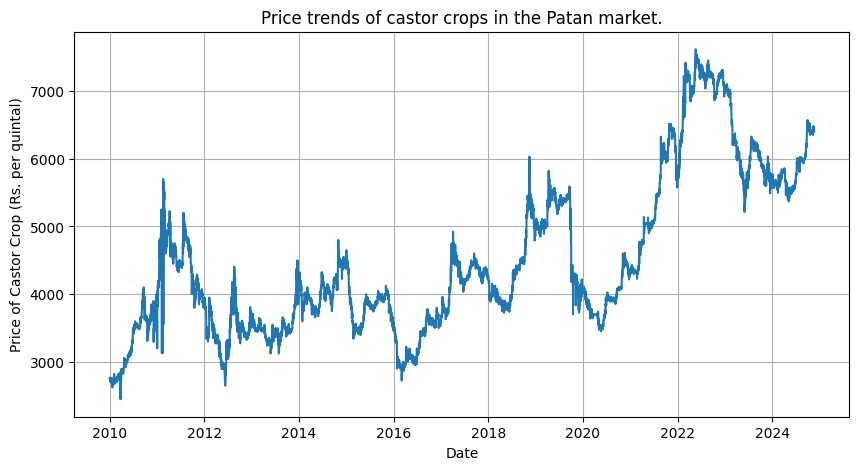 Price trends of castor crops in the Patan market.
Price of Castor Crop (Rs. per quintal)
7000
6000
5000
4000
3000
2010 2012 2014 2016 2018 2020 2022 2024
Date